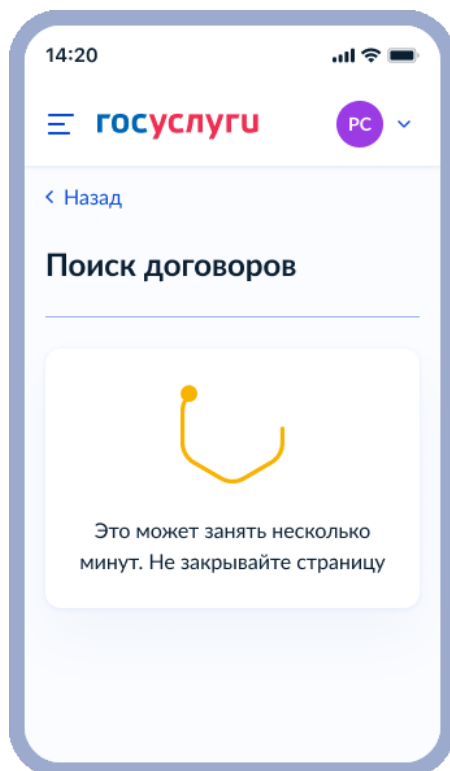 14:20
госуслуги
РС
Назад
Поиск договоров
Это может занять несколько
минут. Не закрывайте страницу